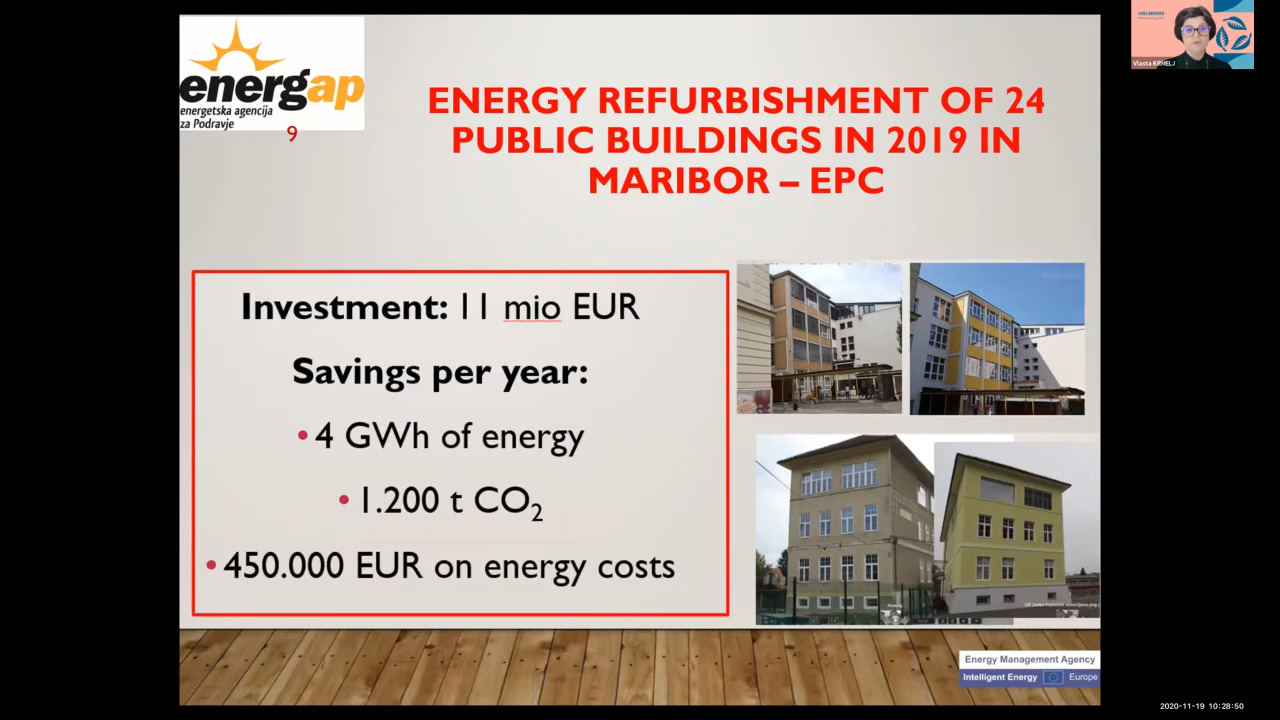 energap
energetska agencija
za Podravje
9
ENERGY REFURBISHMENT OF 24
PUBLIC BUILDINGS IN 2019 IN
MARIBOR – EPC
Investment: 11 mio EUR
Savings per year:
• 4 GWh of energy
• 1.200 t CO₂
• 450.000 EUR on energy costs
Energy Management Agency
Intelligent Energy Europe
Vlasta KRMELJ
2020-11-19 10:28:50